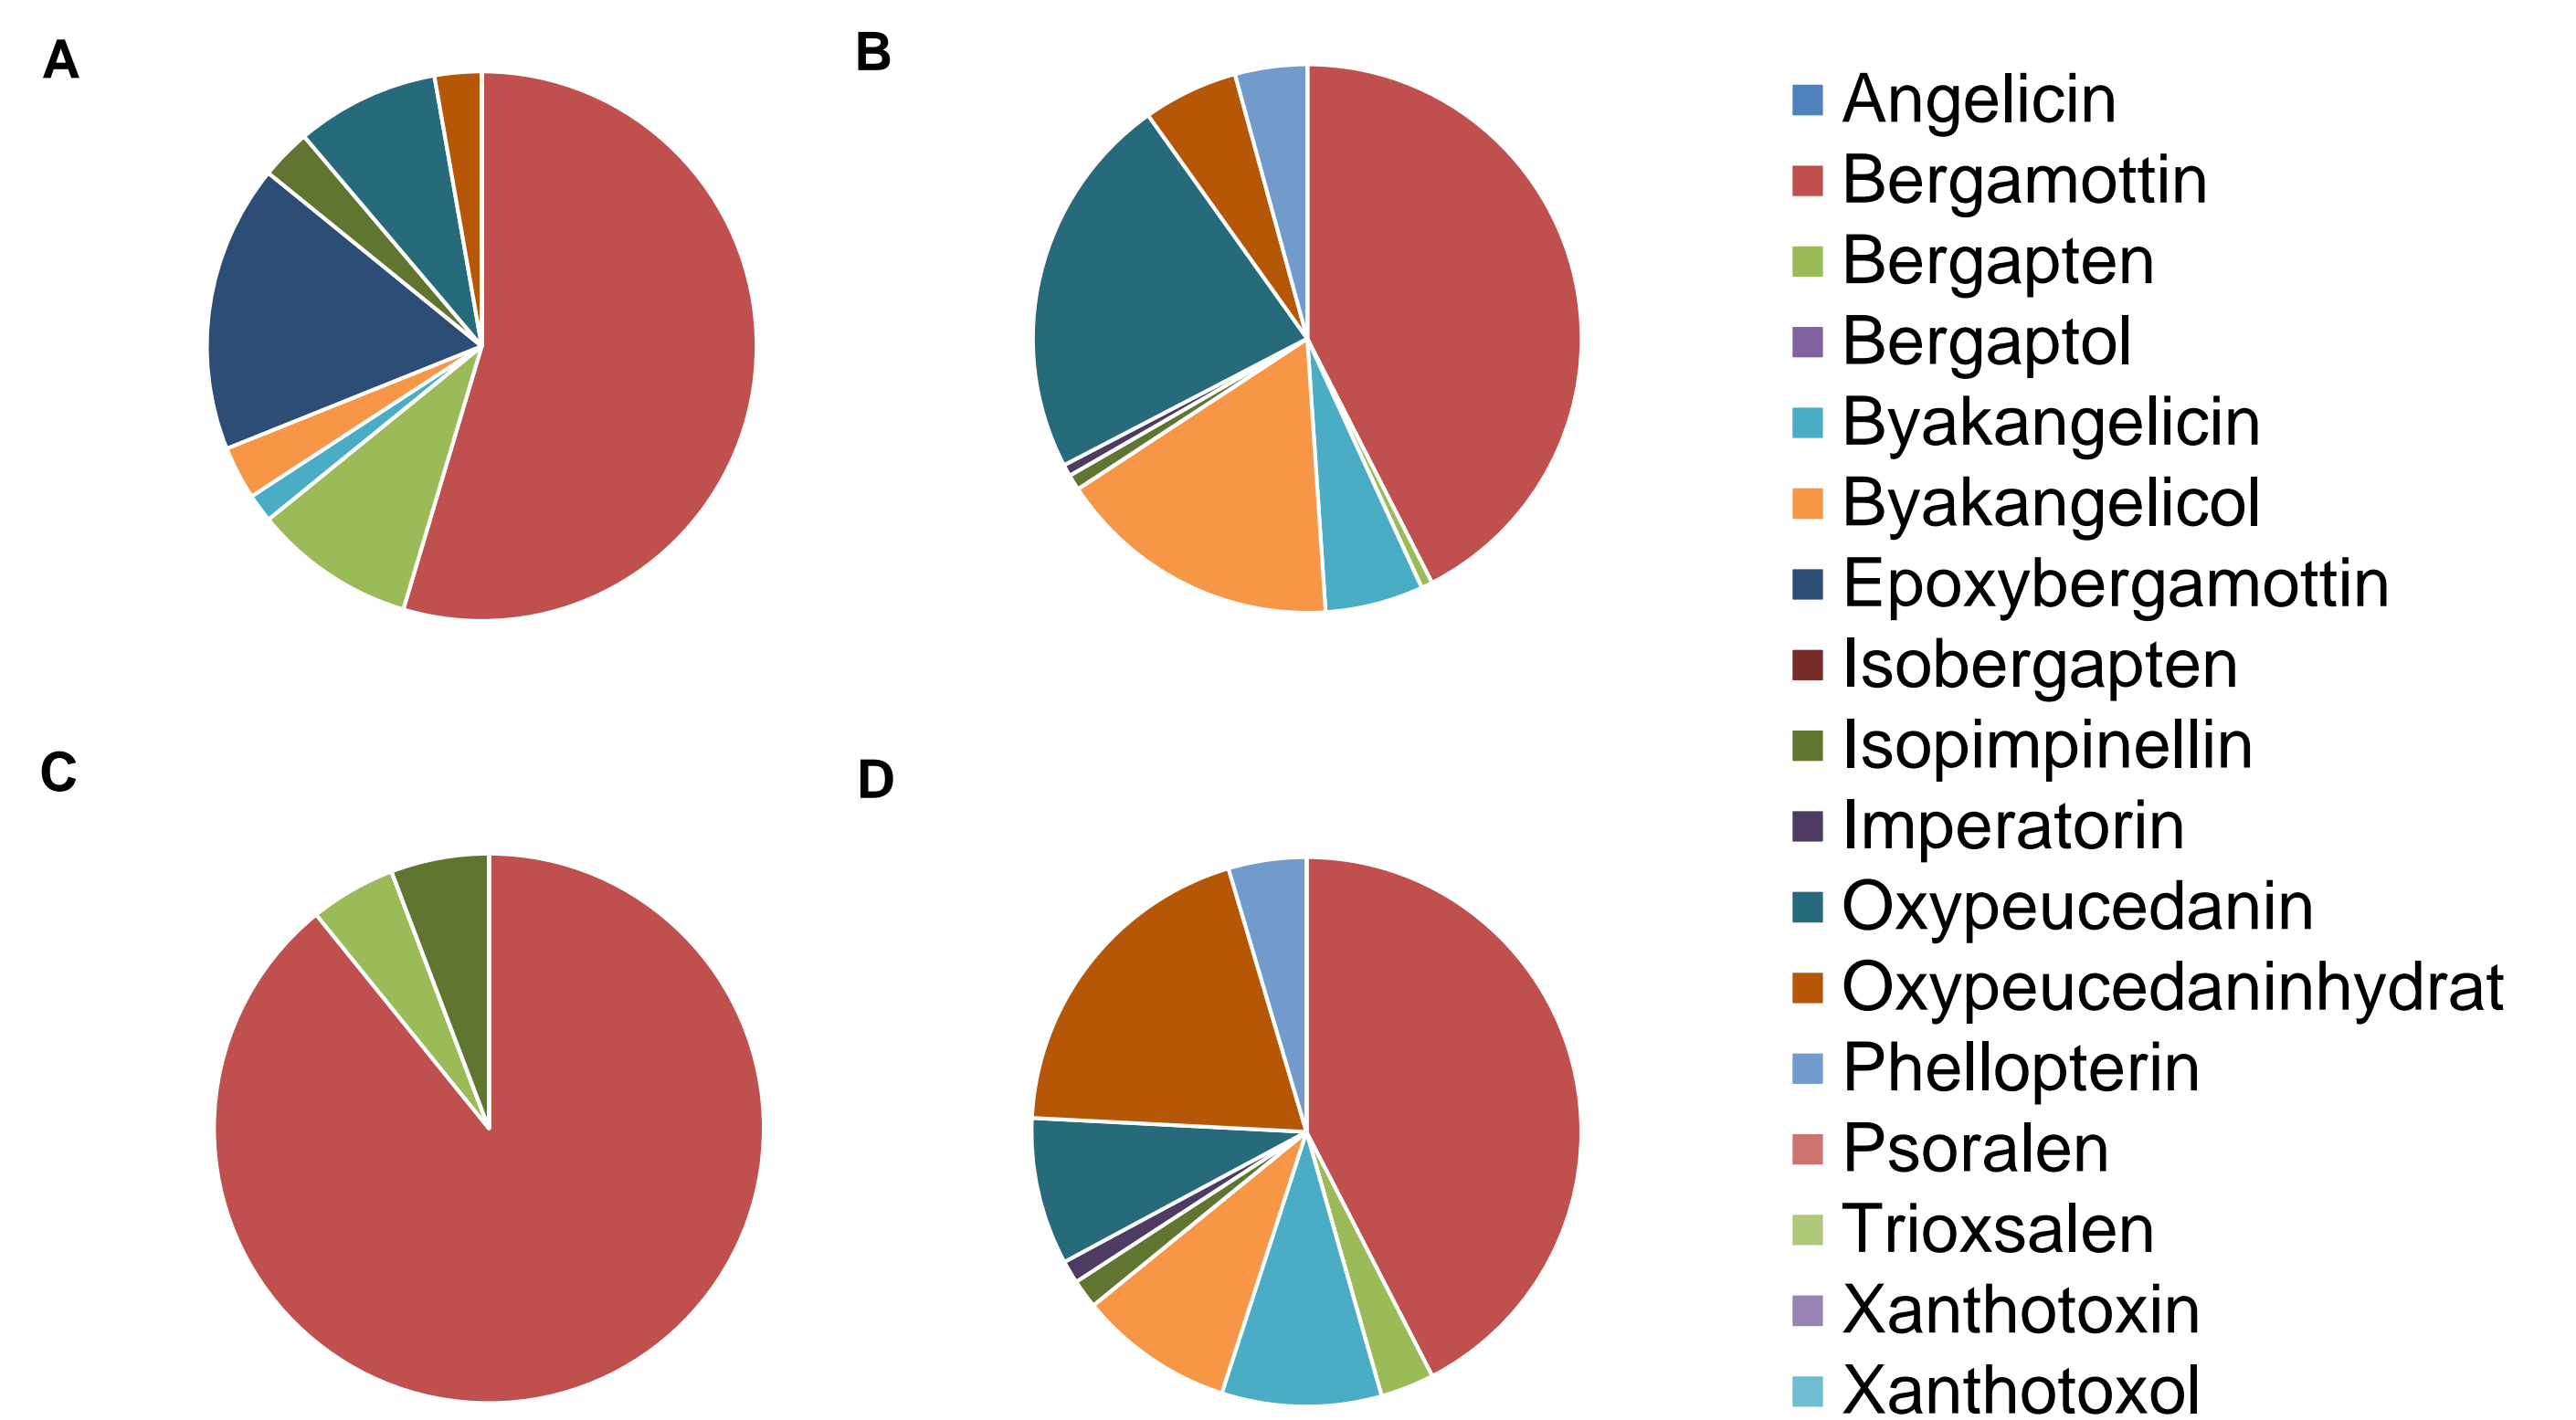 A
B
C
D
Angelicin
Bergamottin
Bergapten
Bergaptol
Byakangelicin
Byakangelicol
Epoxybergamottin
Isobergapten
Isopimpinellin
Imperatorin
Oxypeucedanin
Oxypeucedaninhydrat
Phellopterin
Psoralen
Trioxsalen
Xanthotoxin
Xanthotoxol